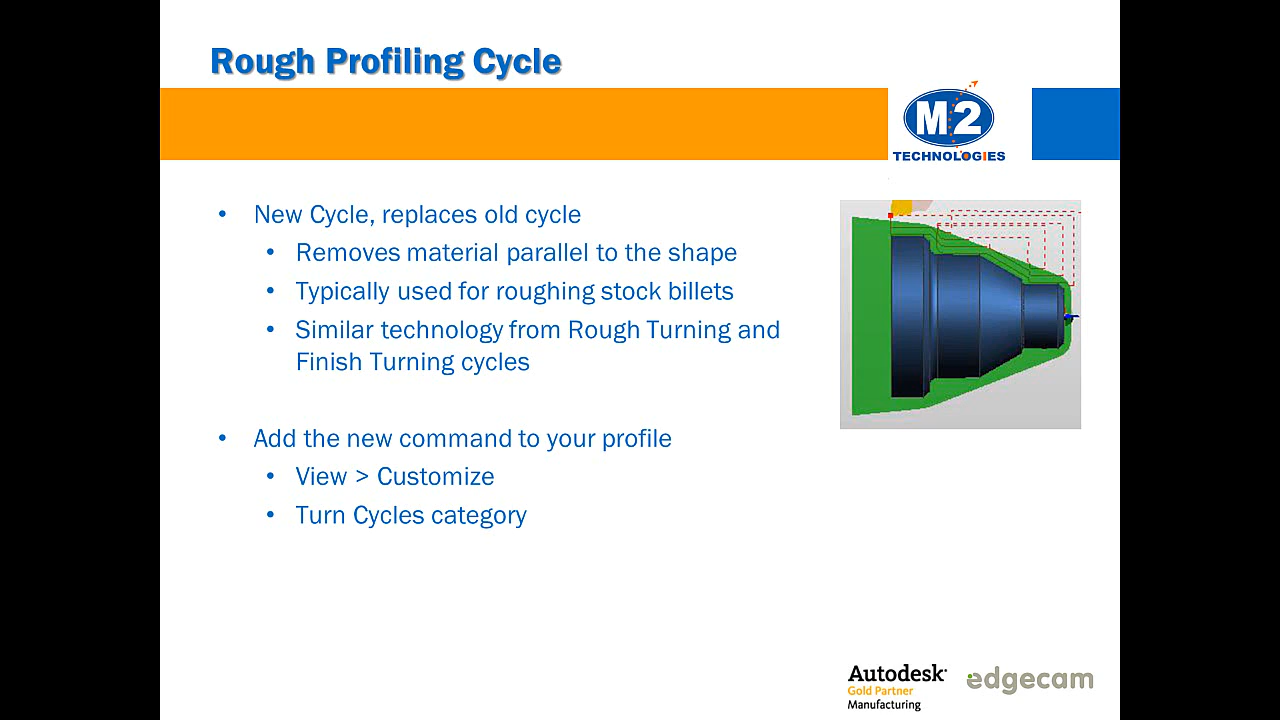 Rough Profiling Cycle
M2
TECHNOLOGIES
• New Cycle, replaces old cycle
• Removes material parallel to the shape
• Typically used for roughing stock billets
• Similar technology from Rough Turning and
Finish Turning cycles
• Add the new command to your profile
• View > Customize
• Turn Cycles category
Autodesk
Gold Partner
Manufacturing
edgecam